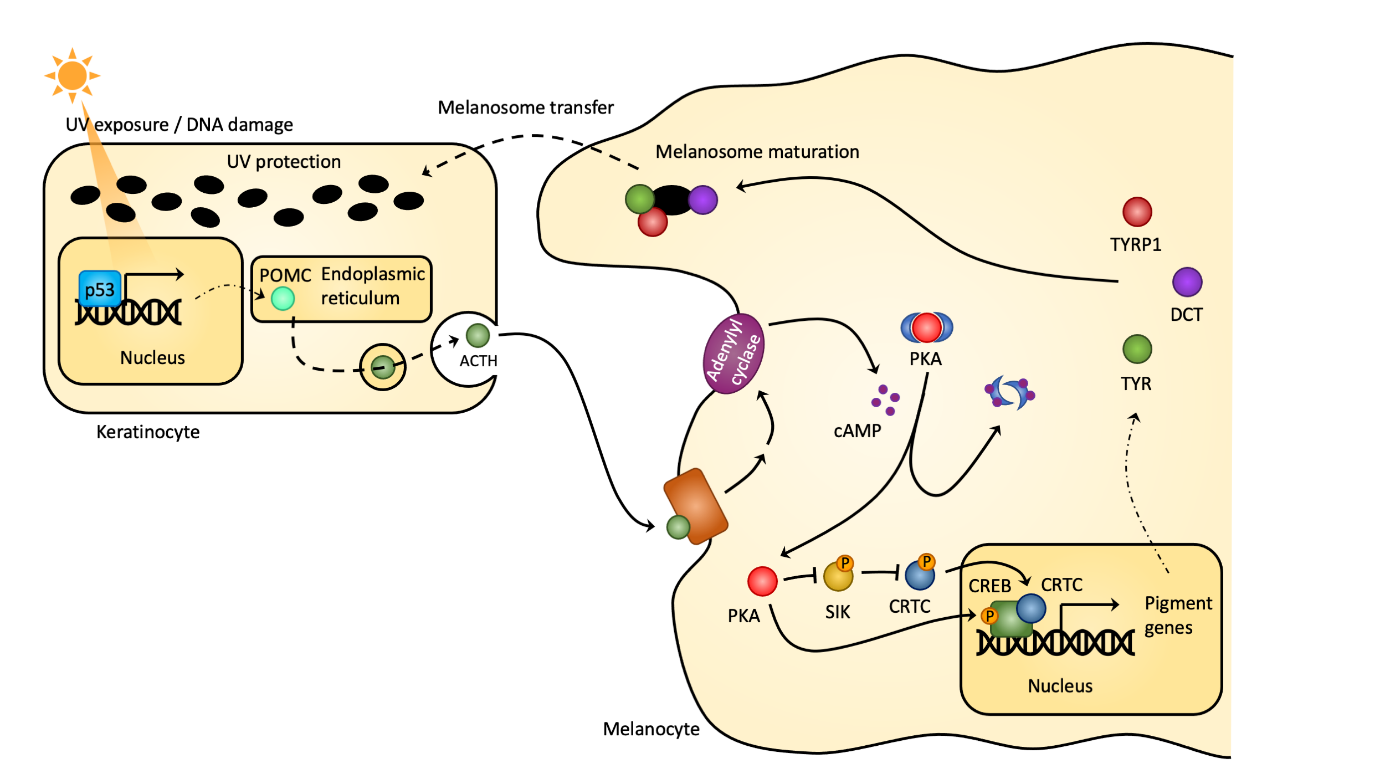 UV exposure / DNA damage
UV protection
p53
Nucleus
POMC
Endoplasmic
reticulum
ACTH
Keratinocyte
Melanosome transfer
Melanosome maturation
TYRP1
DCT
TYR
Adenylyl
cyclase
cAMP
PKA
PKA
P
SIK
P
CRTC
CREB
CRTC
P
Pigment
genes
Nucleus
Melanocyte